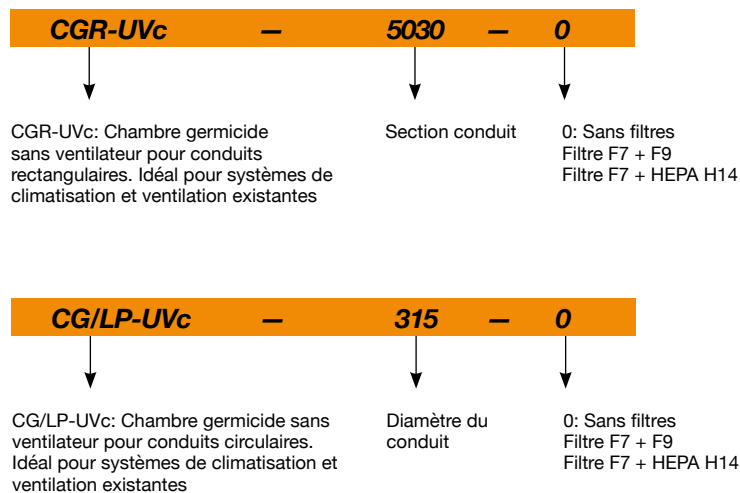 CGR-UVc — 5030 — 0
CGR-UVc: Chambre germicide
sans ventilateur pour conduits
rectangulaires. Idéal pour systèmes de
climatisation et ventilation existantes
Section conduit
0: Sans filtres
Filtre F7 + F9
Filtre F7 + HEPA H14
CG/LP-UVc — 315 — 0
CG/LP-UVc: Chambre germicide sans
ventilateur pour conduits circulaires.
Idéal pour systèmes de climatisation et
ventilation existantes
Diamètre du
conduit
0: Sans filtres
Filtre F7 + F9
Filtre F7 + HEPA H14